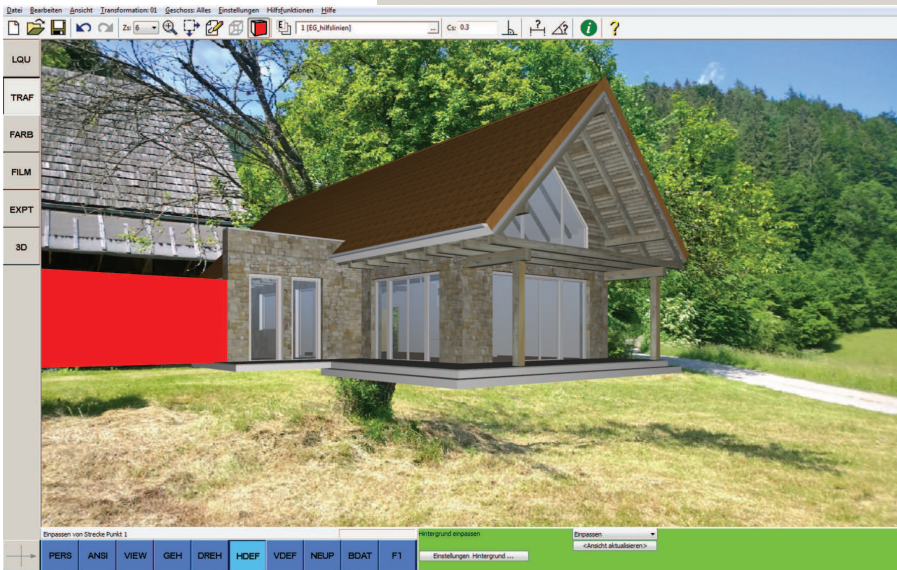 Datei Bearbeiten Ansicht Transformation: 01 Geschoss: Alles Einstellungen Hilfsfunktionen Hilfe
Zs: 6 1 [EG_hilfslinien] ... Cs: 0.3
LQU
TRAF
FARB
FILM
EXPT
3D
Einpassen von Strecke Punkt 1
Hintergrund einpassen
Einpassen
<Ansicht aktualisieren>
PERS ANSI VIEW GEH DREH HDEF VDEF NEUP BDAT F1
Einstellungen Hintergrund ...